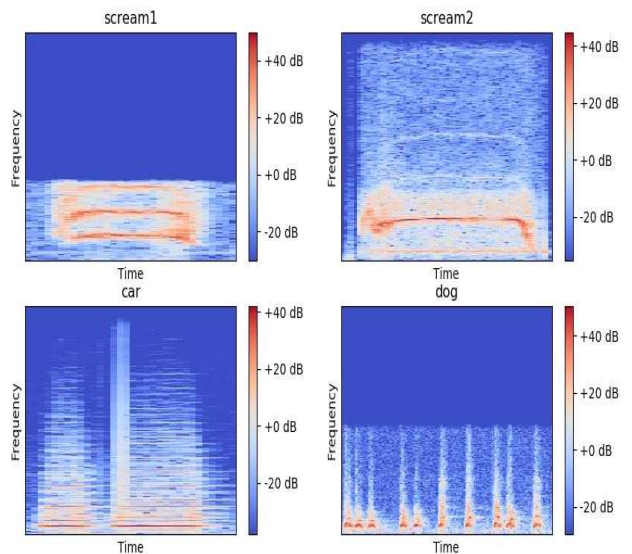 scream1
Frequency
+40 dB
+20 dB
+0 dB
-20 dB
Time
scream2
Frequency
+40 dB
+20 dB
+0 dB
-20 dB
Time
car
Frequency
+40 dB
+20 dB
+0 dB
-20 dB
Time
dog
Frequency
+40 dB
+20 dB
+0 dB
-20 dB
Time